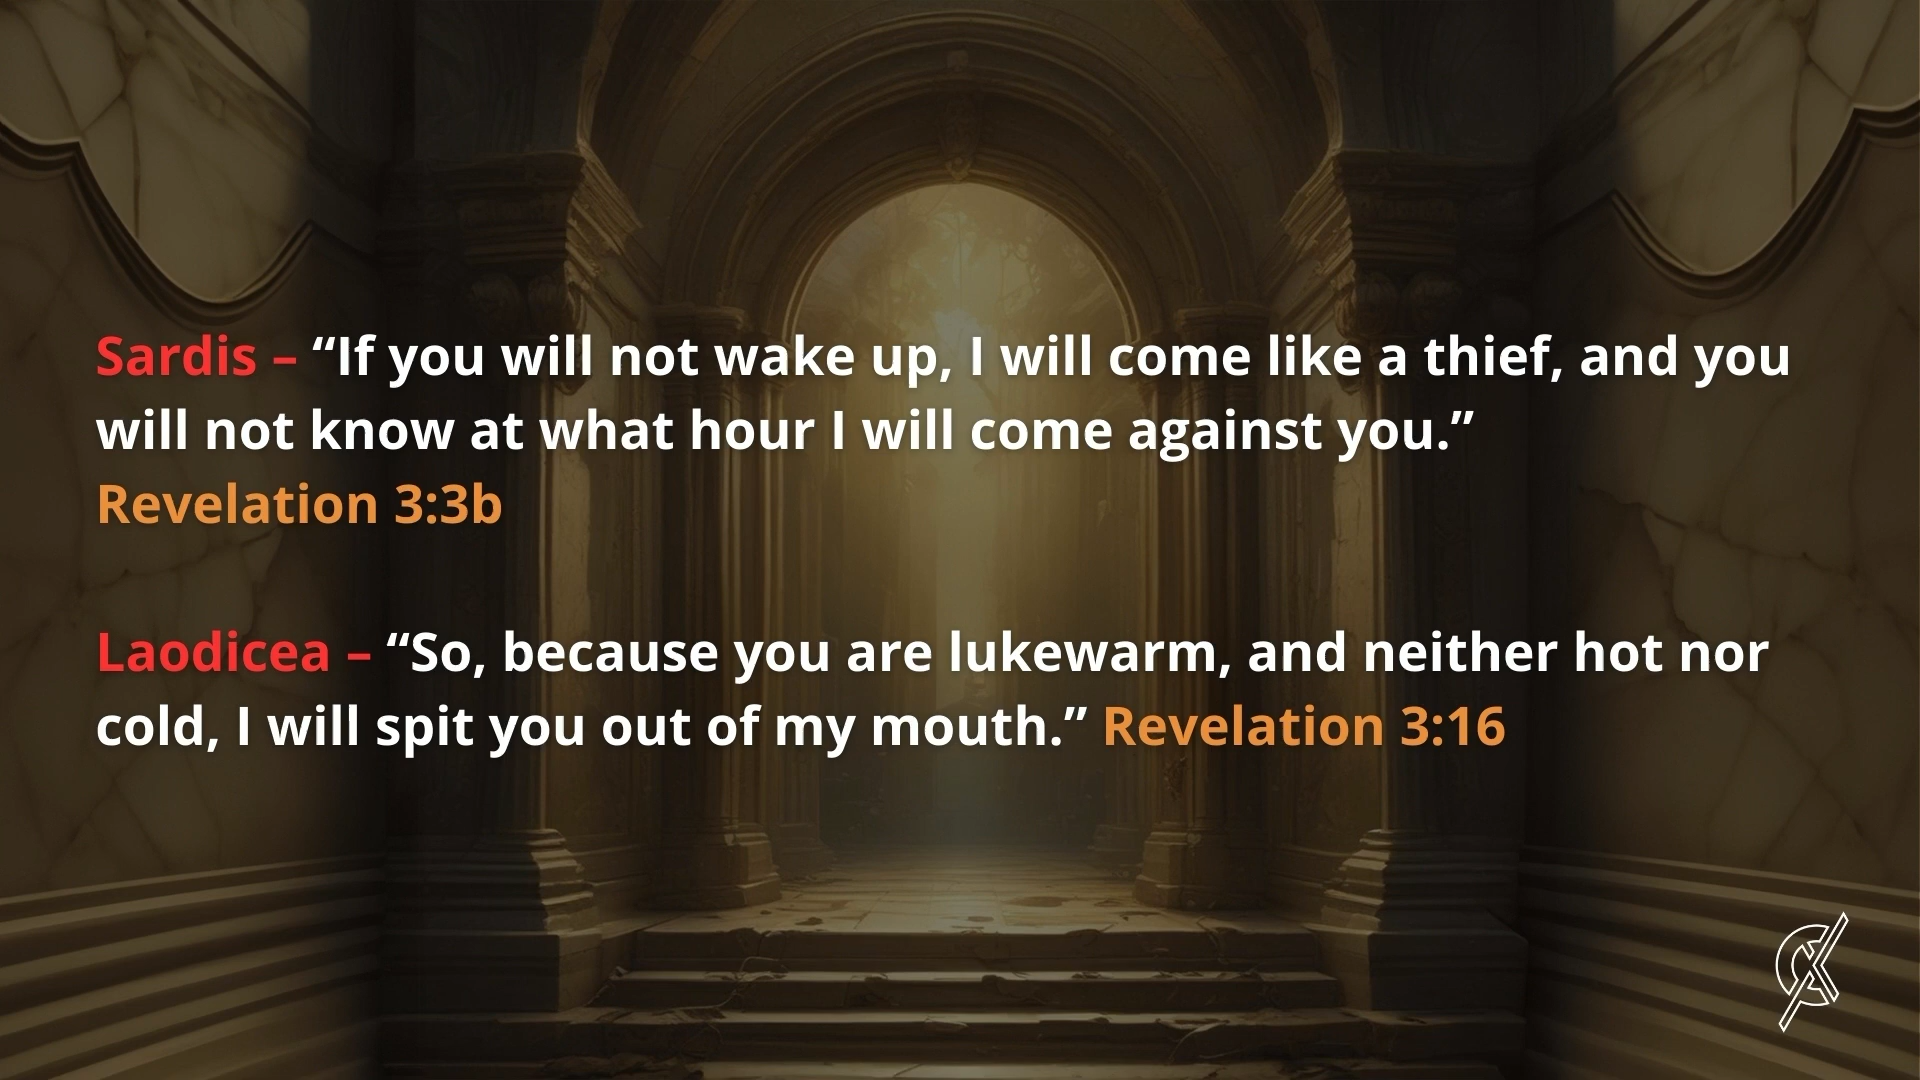 Sardis – “If you will not wake up, I will come like a thief, and you
will not know at what hour I will come against you.”
Revelation 3:3b
Laodicea – “So, because you are lukewarm, and neither hot nor
cold, I will spit you out of my mouth.” Revelation 3:16